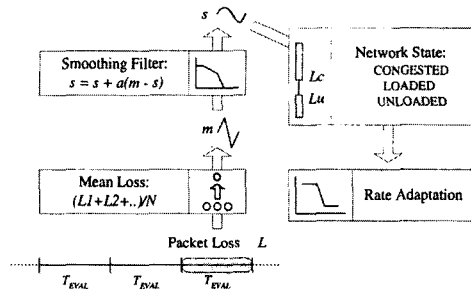 s
Smoothing Filter:
s = s + a(m - s)
m
Mean Loss:
(L1+L2+..)/N
Packet Loss L
T_EVAL T_EVAL T_EVAL
Lc
Lu
Network State:
CONGESTED
LOADED
UNLOADED
Rate Adaptation